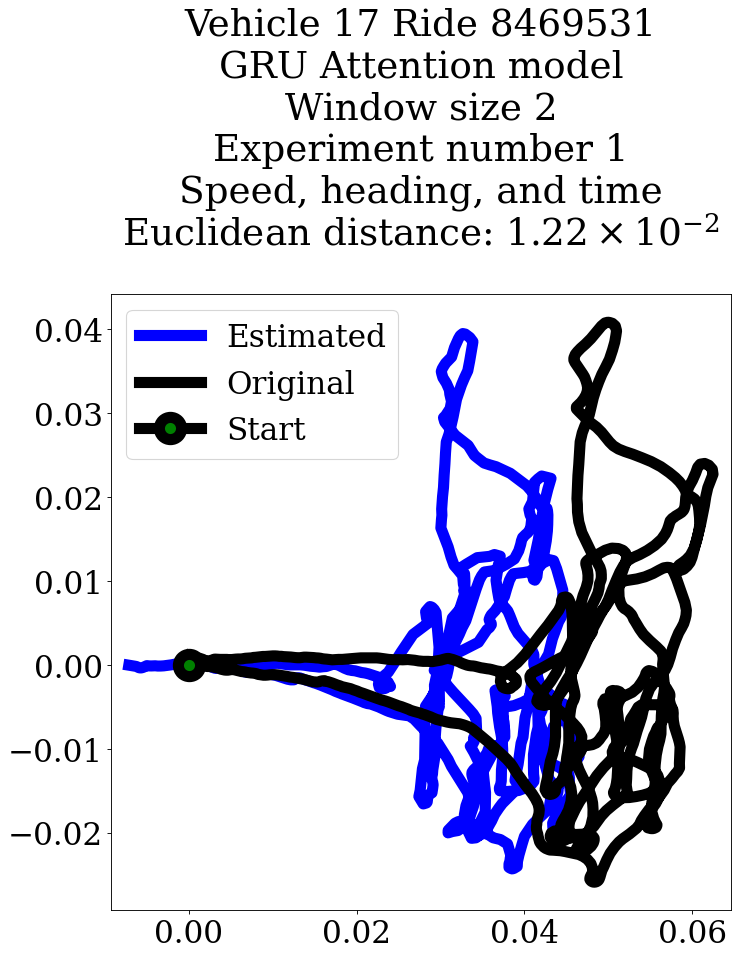 Vehicle 17 Ride 8469531
GRU Attention model
Window size 2
Experiment number 1
Speed, heading, and time
Euclidean distance: 1.22 × 10⁻²
Estimated
Original
Start
0.04
0.03
0.02
0.01
0.00
−0.01
−0.02
0.00 0.02 0.04 0.06